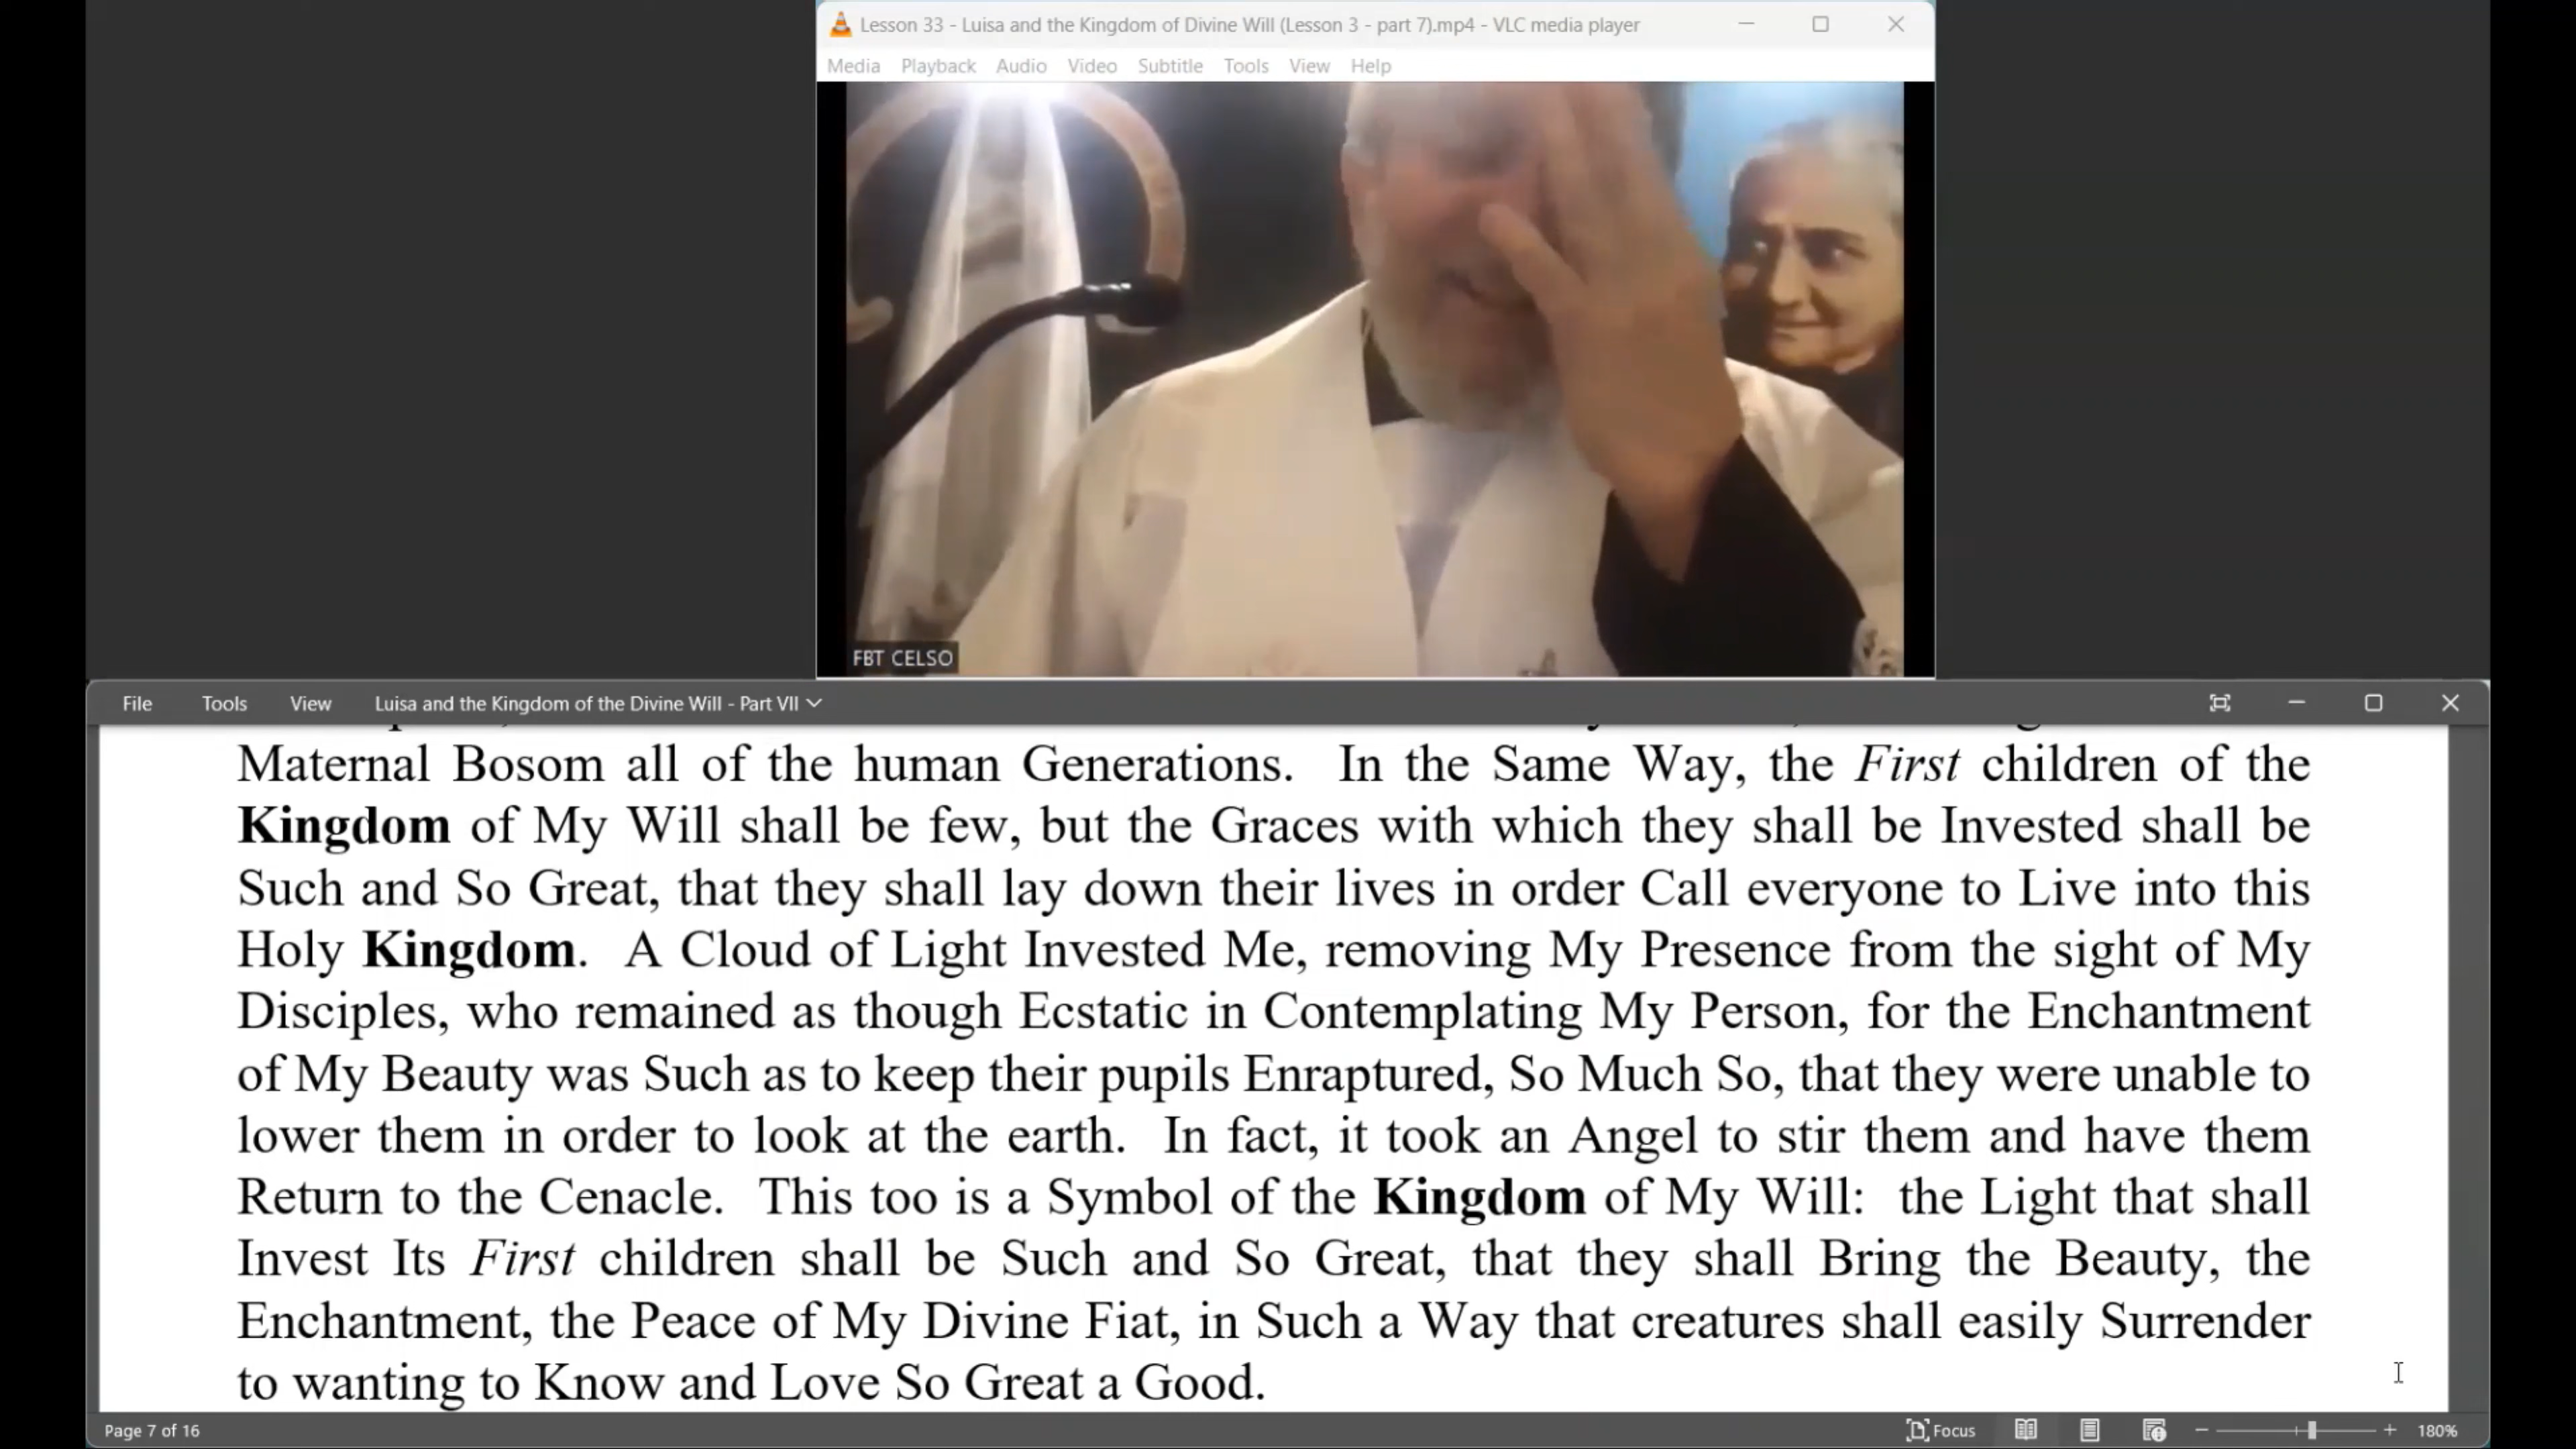 Lesson 33 - Luisa and the Kingdom of Divine Will (Lesson 3 - part 7).mp4 - VLC media player
Media Playback Audio Video Subtitle Tools View Help
FBT CELSO
File Tools View Luisa and the Kingdom of the Divine Will - Part VII
Maternal Bosom all of the human Generations. In the Same Way, the First children of the
Kingdom of My Will shall be few, but the Graces with which they shall be Invested shall be
Such and So Great, that they shall lay down their lives in order Call everyone to Live into this
Holy Kingdom. A Cloud of Light Invested Me, removing My Presence from the sight of My
Disciples, who remained as though Ecstatic in Contemplating My Person, for the Enchantment
of My Beauty was Such as to keep their pupils Enraptured, So Much So, that they were unable to
lower them in order to look at the earth. In fact, it took an Angel to stir them and have them
Return to the Cenacle. This too is a Symbol of the Kingdom of My Will: the Light that shall
Invest Its First children shall be Such and So Great, that they shall Bring the Beauty, the
Enchantment, the Peace of My Divine Fiat, in Such a Way that creatures shall easily Surrender
to wanting to Know and Love So Great a Good.
Page 7 of 16 Focus 180%